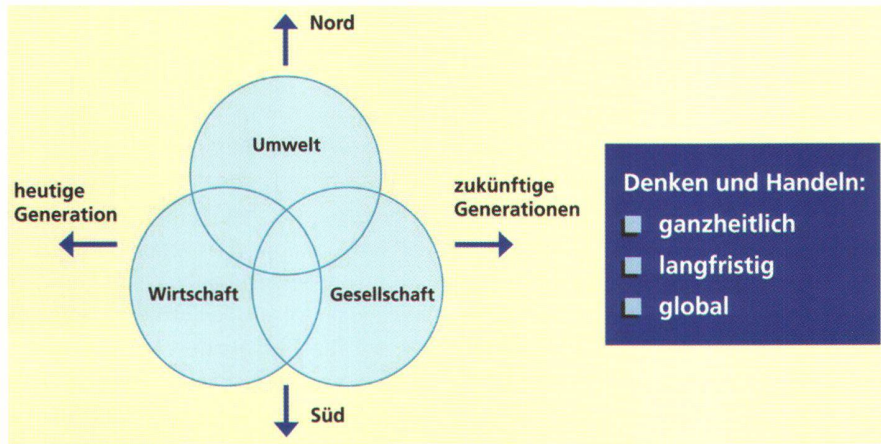 Nord
Umwelt
heutige
Generation
zukünftige
Generationen
Wirtschaft
Gesellschaft
Süd
Denken und Handeln:
ganzheitlich
langfristig
global